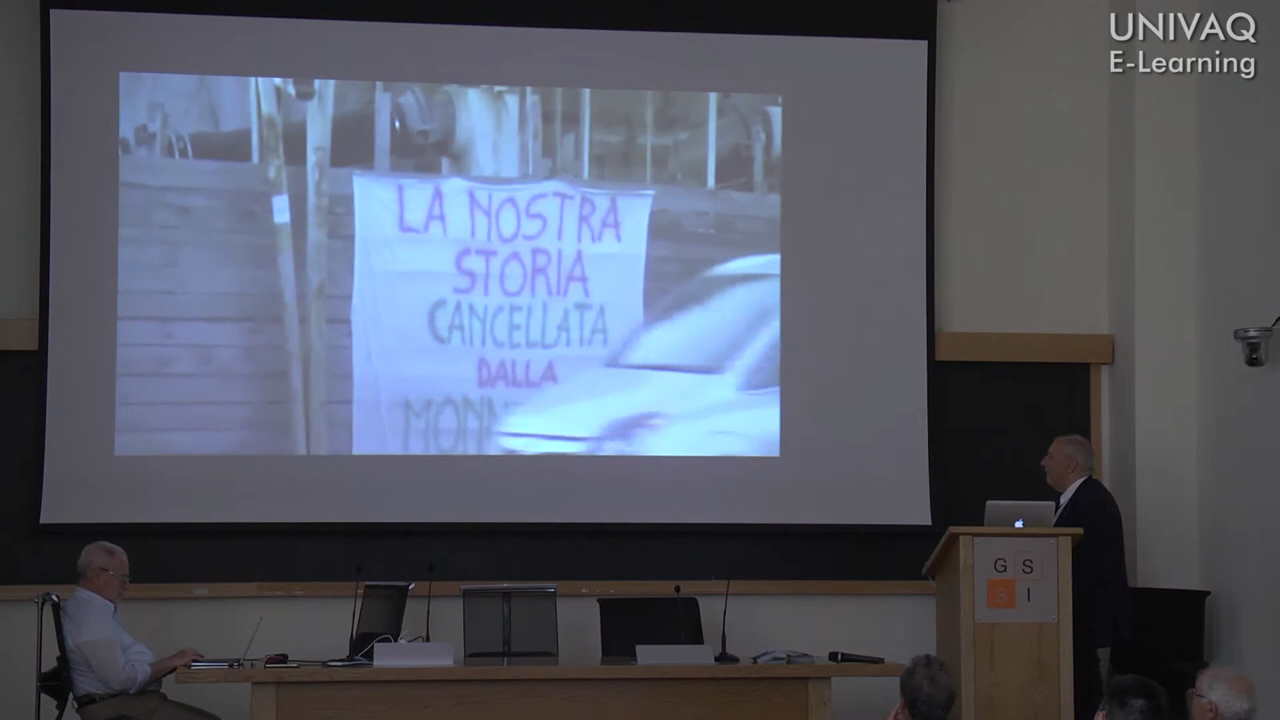 UNIVAQ
E-Learning
LA NOSTRA
STORIA
CANCELLATA
DALLA
G S
S I